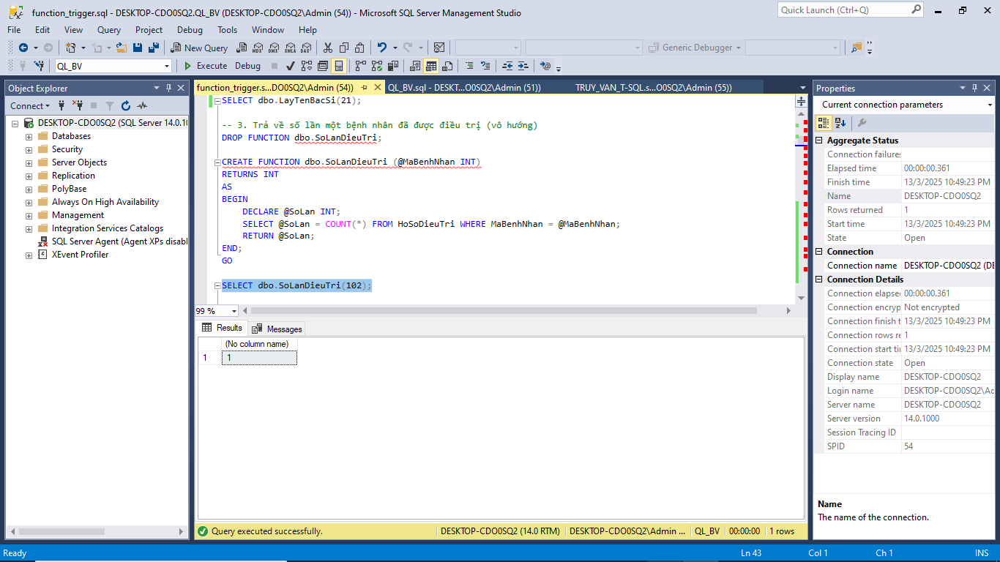 function_trigger.sql - DESKTOP-CDO0SQ2.QL_BV (DESKTOP-CDO0SQ2\Admin (54)) - Microsoft SQL Server Management Studio
Quick Launch (Ctrl+Q)
File Edit View Query Project Debug Tools Window Help
New Query MDX DMX XMLA DAX Generic Debugger
QL_BV Execute Debug
Object Explorer
Connect
DESKTOP-CDO0SQ2 (SQL Server 14.0.10
Databases
Security
Server Objects
Replication
PolyBase
Always On High Availability
Management
Integration Services Catalogs
SQL Server Agent (Agent XPs disabl
XEvent Profiler
function_trigger.s...DO0SQ2\Admin (54)) QL_BV.sql - DESKT...O0SQ2\Admin (51)) TRUY_VAN_T-SQL.s...O0SQ2\Admin (55))
SELECT dbo.LayTenBacSi(21);
-- 3. Trả về số lần một bệnh nhân đã được điều trị (vô hướng)
DROP FUNCTION dbo.SoLanDieuTri;
CREATE FUNCTION dbo.SoLanDieuTri (@MaBenhNhan INT)
RETURNS INT
AS
BEGIN
DECLARE @SoLan INT;
SELECT @SoLan = COUNT(*) FROM HoSoDieuTri WHERE MaBenhNhan = @MaBenhNhan;
RETURN @SoLan;
END;
GO
SELECT dbo.SoLanDieuTri(102);
99 %
Results Messages
(No column name)
1 1
Query executed successfully. DESKTOP-CDO0SQ2 (14.0 RTM) DESKTOP-CDO0SQ2\Admin ... QL_BV 00:00:00 1 rows
Properties
Current connection parameters
Aggregate Status
Connection failures
Elapsed time 00:00:00.361
Finish time 13/3/2025 10:49:23 PM
Name DESKTOP-CDO0SQ2
Rows returned 1
Start time 13/3/2025 10:49:23 PM
State Open
Connection
Connection name DESKTOP-CDO0SQ2 (DE
Connection Details
Connection elapse 00:00:00.361
Connection encryp Not encrypted
Connection finish t 13/3/2025 10:49:23 PM
Connection rows re 1
Connection start ti 13/3/2025 10:49:23 PM
Connection state Open
Display name DESKTOP-CDO0SQ2
Login name DESKTOP-CDO0SQ2\Ad
Server name DESKTOP-CDO0SQ2
Server version 14.0.1000
Session Tracing ID
SPID 54
Name
The name of the connection.
Ready Ln 43 Col 1 Ch 1 INS